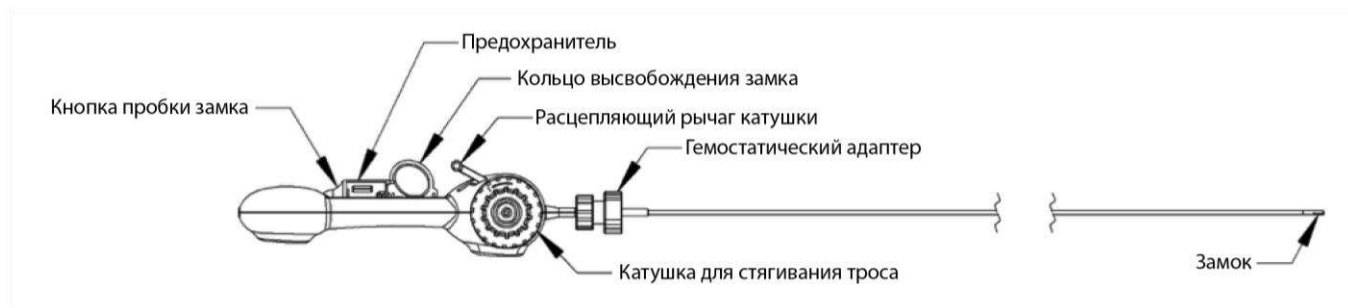 Предохранитель
Кольцо высвобождения замка
Кнопка пробки замка
Расцепляющий рычаг катушки
Гемостатический адаптер
Замок
Катушка для стягивания троса